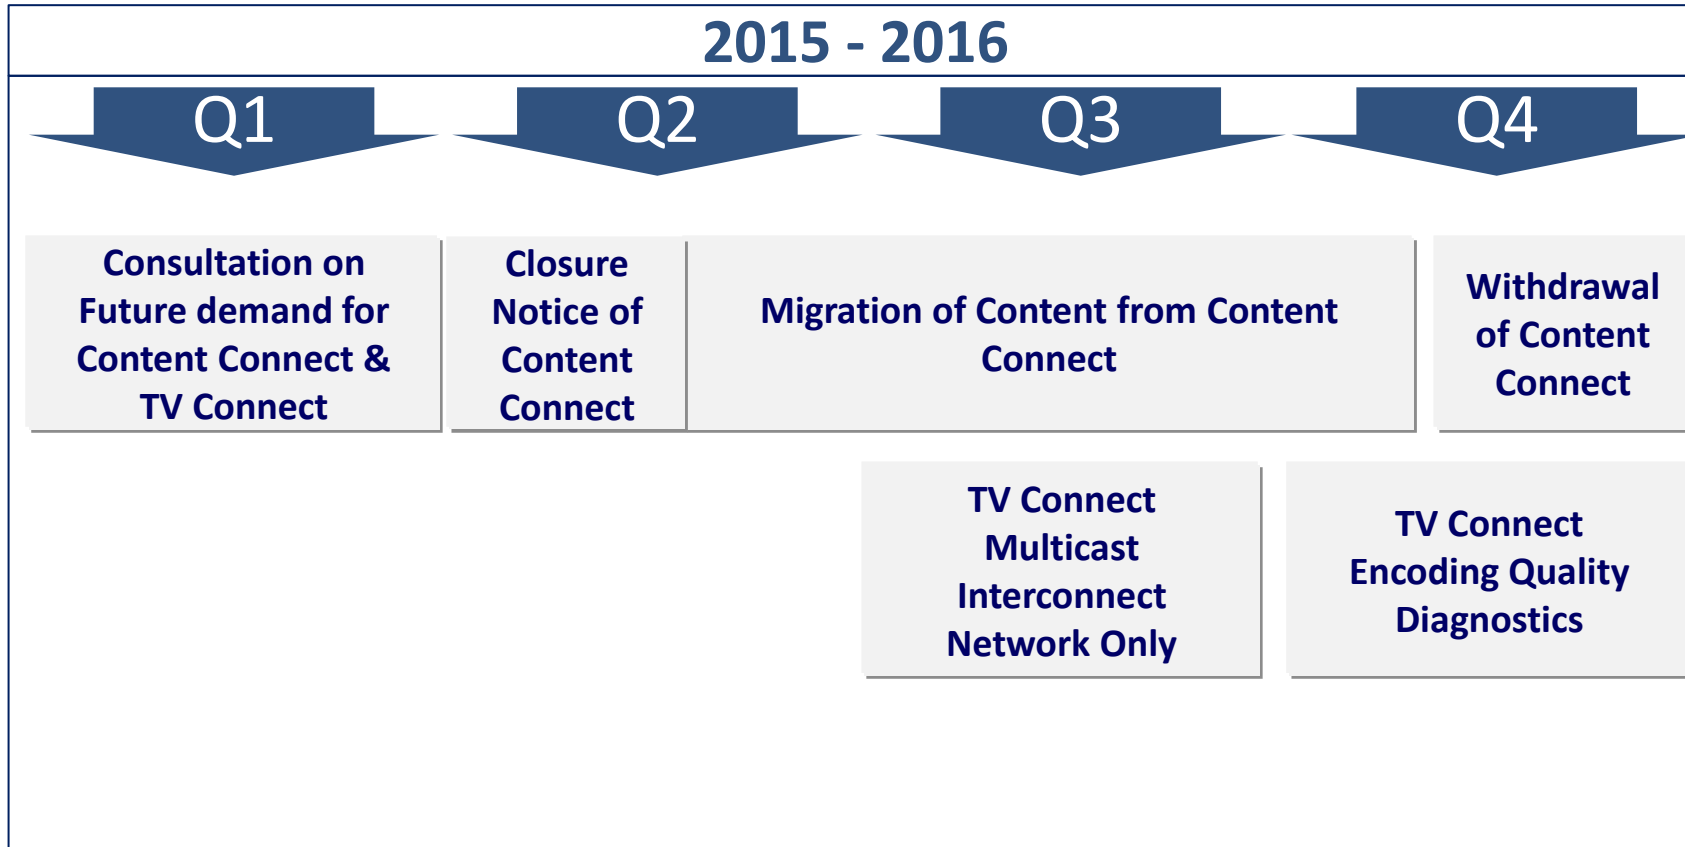 2015 - 2016
Q1
Q2
Q3
Q4
Consultation on
Future demand for
Content Connect &
TV Connect
Closure
Notice of
Content
Connect
Migration of Content from Content
Connect
Withdrawal
of Content
Connect
TV Connect
Multicast
Interconnect
Network Only
TV Connect
Encoding Quality
Diagnostics